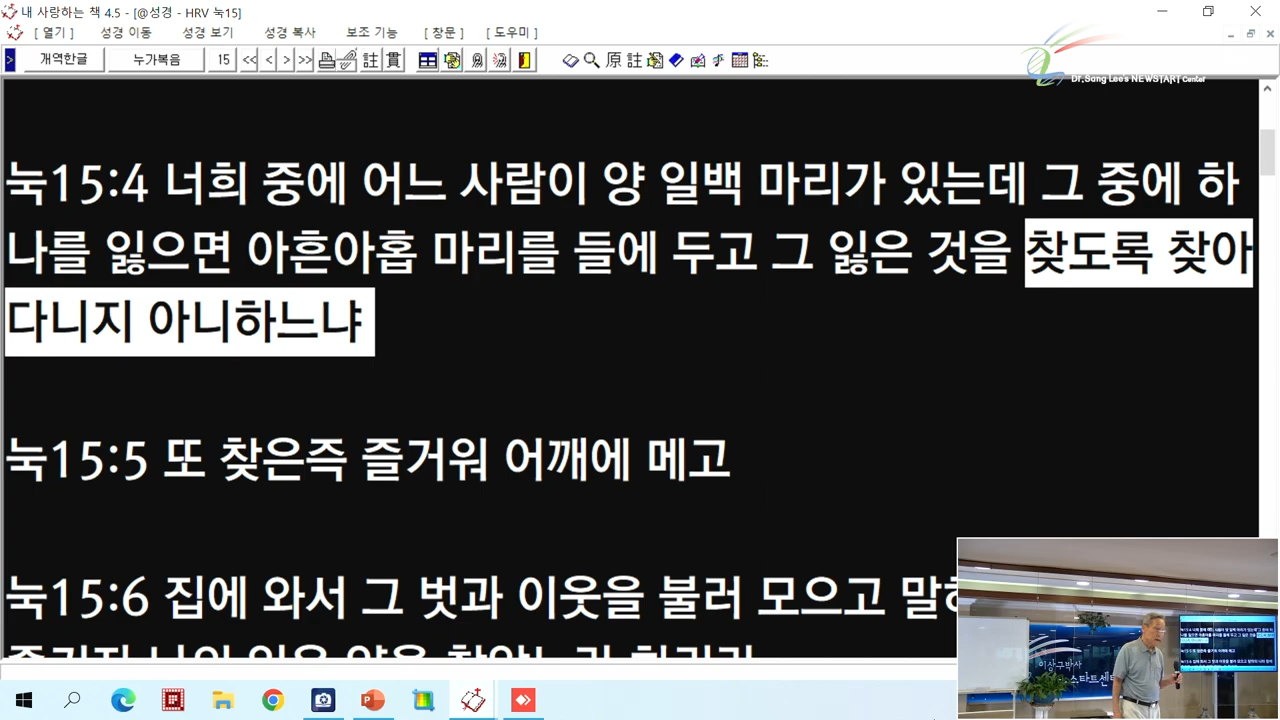 내 사랑하는 책 4.5 - [@성경 - HRV 눅15]
[ 열기 ] 성경 이동 성경 보기 성경 복사 보조 기능 [ 창문 ] [ 도우미 ]
> 개역한글 누가복음 15 << < > >> 註 貫 原 註
Dr.Sang Lee's NEWSTART Center
눅15:4 너희 중에 어느 사람이 양 일백 마리가 있는데 그 중에 하
나를 잃으면 아흔아홉 마리를 들에 두고 그 잃은 것을 찾도록 찾아
다니지 아니하느냐
눅15:5 또 찾은즉 즐거워 어깨에 메고
눅15:6 집에 와서 그 벗과 이웃을 불러 모으고
이상구박사